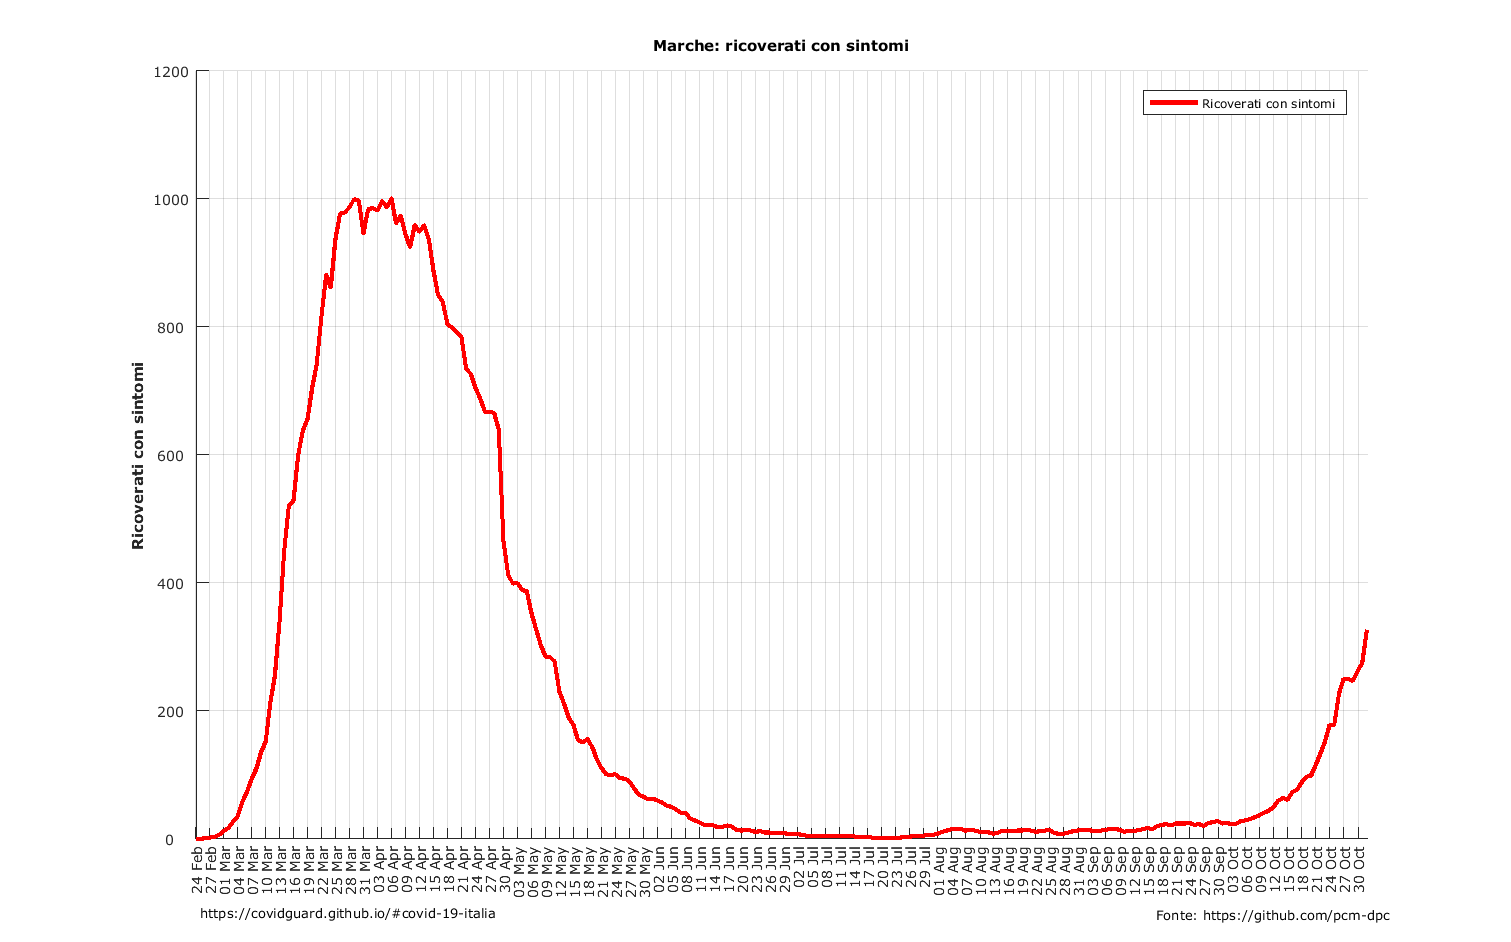 Marche: ricoverati con sintomi
Ricoverati con sintomi
Ricoverati con sintomi
1200
1000
800
600
400
200
0
24 Feb
27 Feb
01 Mar
04 Mar
07 Mar
10 Mar
13 Mar
16 Mar
19 Mar
22 Mar
25 Mar
28 Mar
31 Mar
03 Apr
06 Apr
09 Apr
12 Apr
15 Apr
18 Apr
21 Apr
24 Apr
27 Apr
30 Apr
03 May
06 May
09 May
12 May
15 May
18 May
21 May
24 May
27 May
30 May
02 Jun
05 Jun
08 Jun
11 Jun
14 Jun
17 Jun
20 Jun
23 Jun
26 Jun
29 Jun
02 Jul
05 Jul
08 Jul
11 Jul
14 Jul
17 Jul
20 Jul
23 Jul
26 Jul
29 Jul
01 Aug
04 Aug
07 Aug
10 Aug
13 Aug
16 Aug
19 Aug
22 Aug
25 Aug
28 Aug
31 Aug
03 Sep
06 Sep
09 Sep
12 Sep
15 Sep
18 Sep
21 Sep
24 Sep
27 Sep
30 Sep
03 Oct
06 Oct
09 Oct
12 Oct
15 Oct
18 Oct
21 Oct
24 Oct
27 Oct
30 Oct
https://covidguard.github.io/#covid-19-italia
Fonte: https://github.com/pcm-dpc